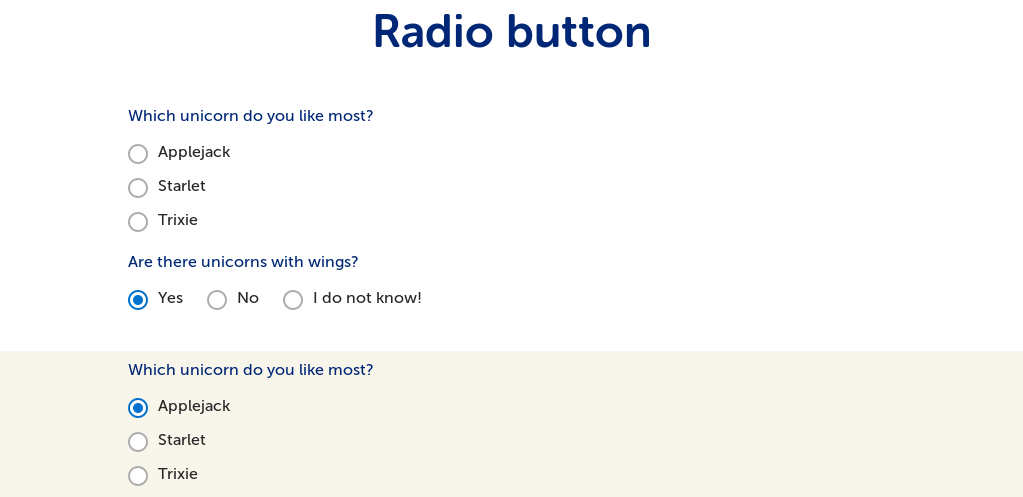 Radio button
Which unicorn do you like most?
Applejack
Starlet
Trixie
Are there unicorns with wings?
Yes No I do not know!
Which unicorn do you like most?
Applejack
Starlet
Trixie